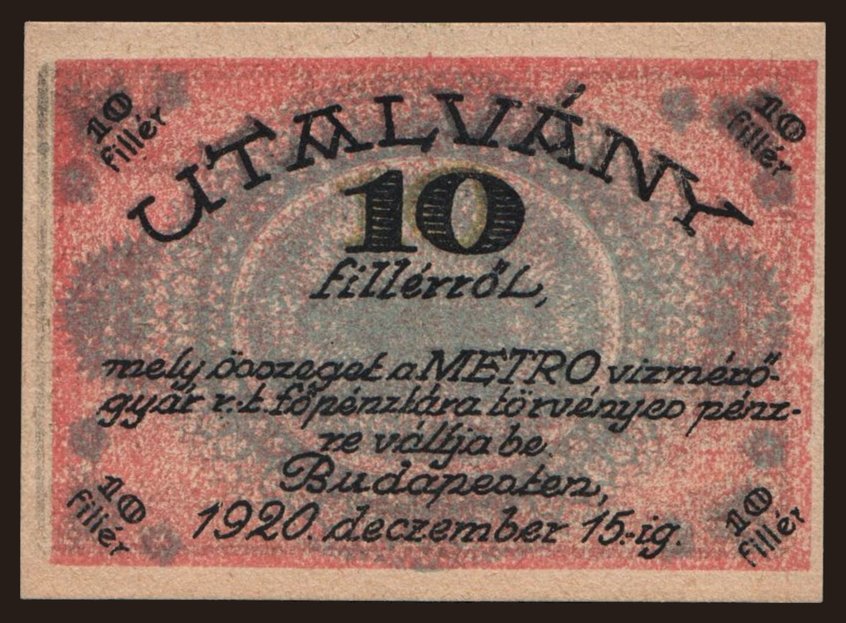 10 fillér
10 fillér
UTALVÁNY
10
fillérről,
mely összeget a METRO vizmérő-
gyár r.t. főpénztára törvényes pénz-
re váltja be.
Budapesten,
1920. deczember 15.-ig.
10 fillér
10 fillér